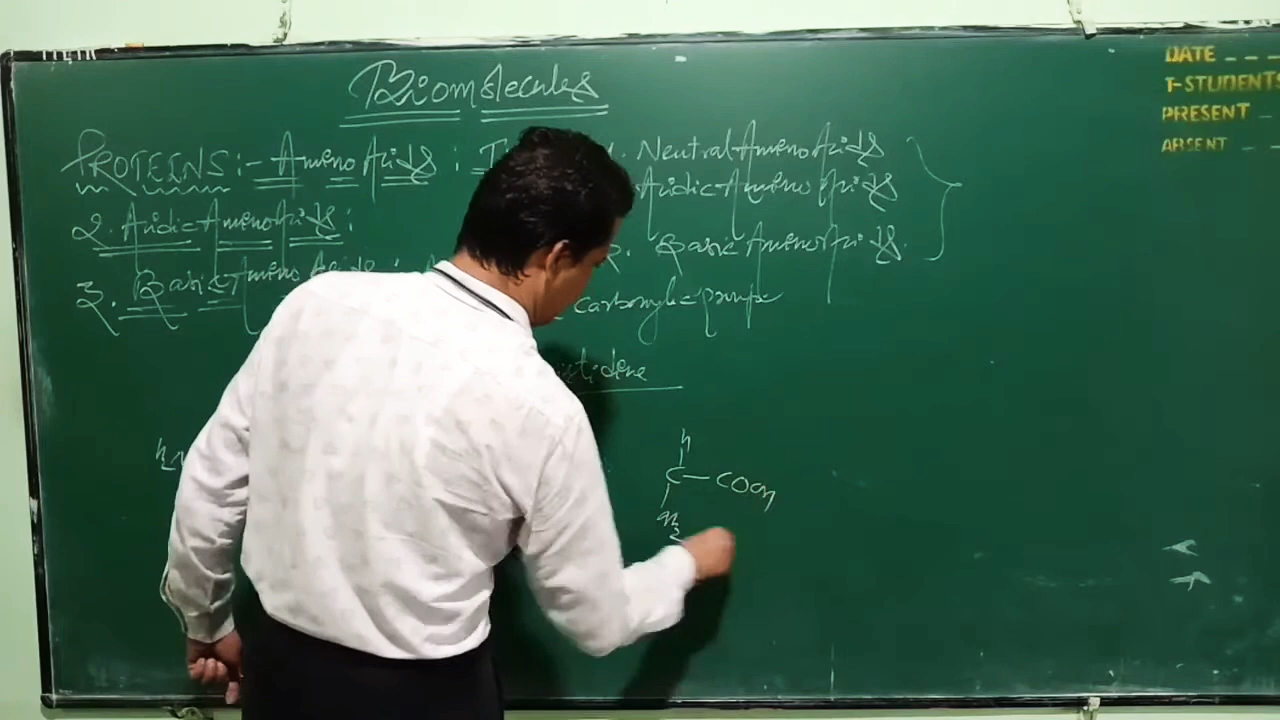 Biomolecules
PROTEINS :- Amino Acids : 1. Neutral Amino Acids
Acidic Amino Acids
2. Acidic Amino Acids :
3. Basic Amino Acids.
3. Basic Amino Acids :
carboxylic group
H
C — COOH
DATE _ _ _
T-STUDENTS
PRESENT _
ABSENT _ _